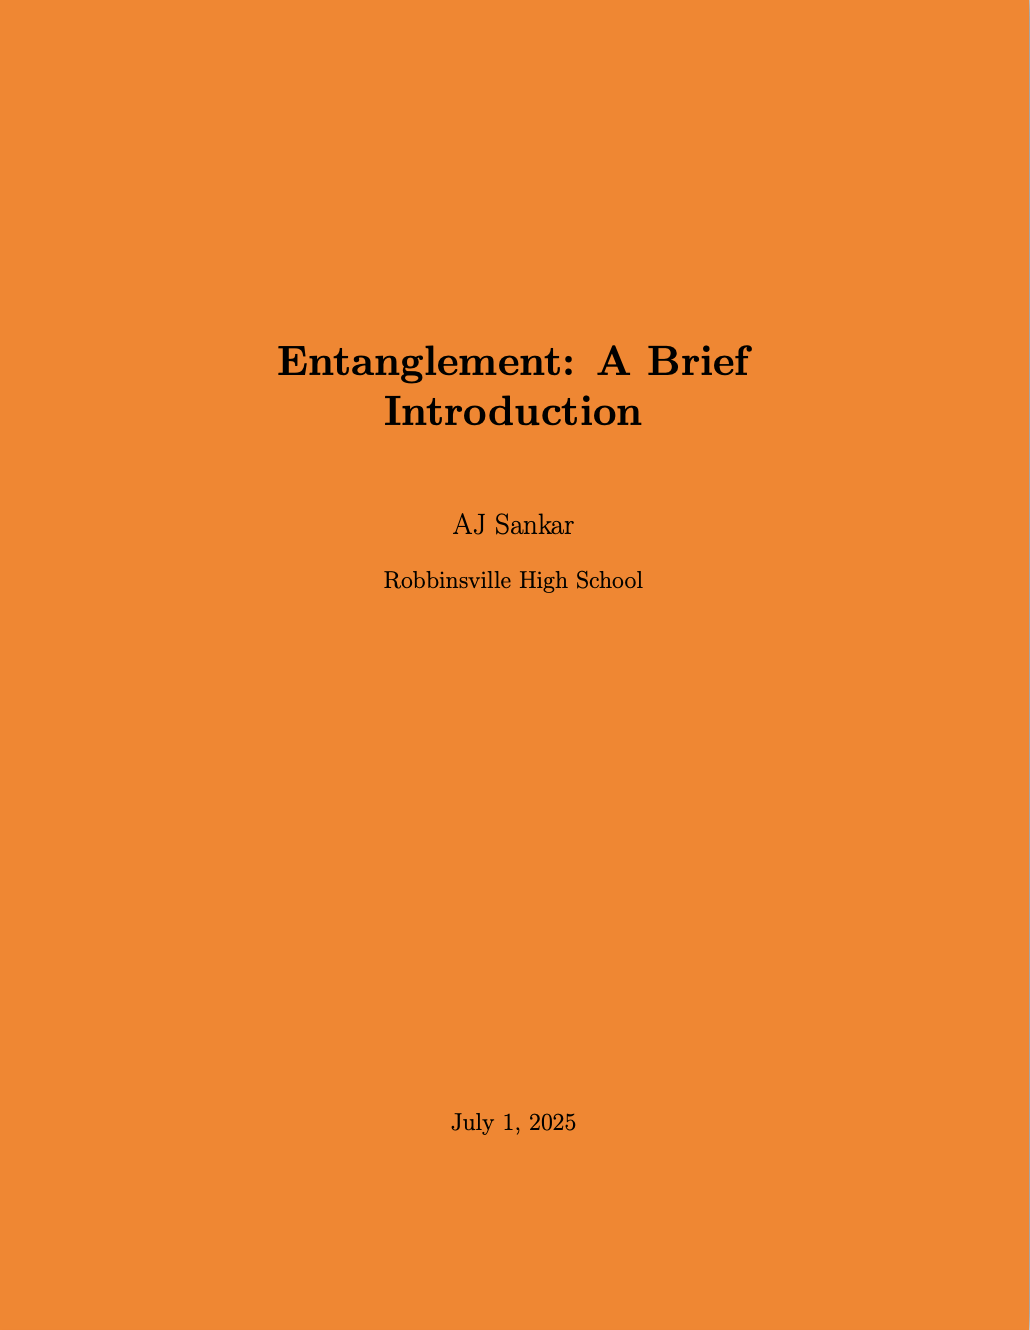 Entanglement: A Brief
Introduction
AJ Sankar
Robbinsville High School
July 1, 2025